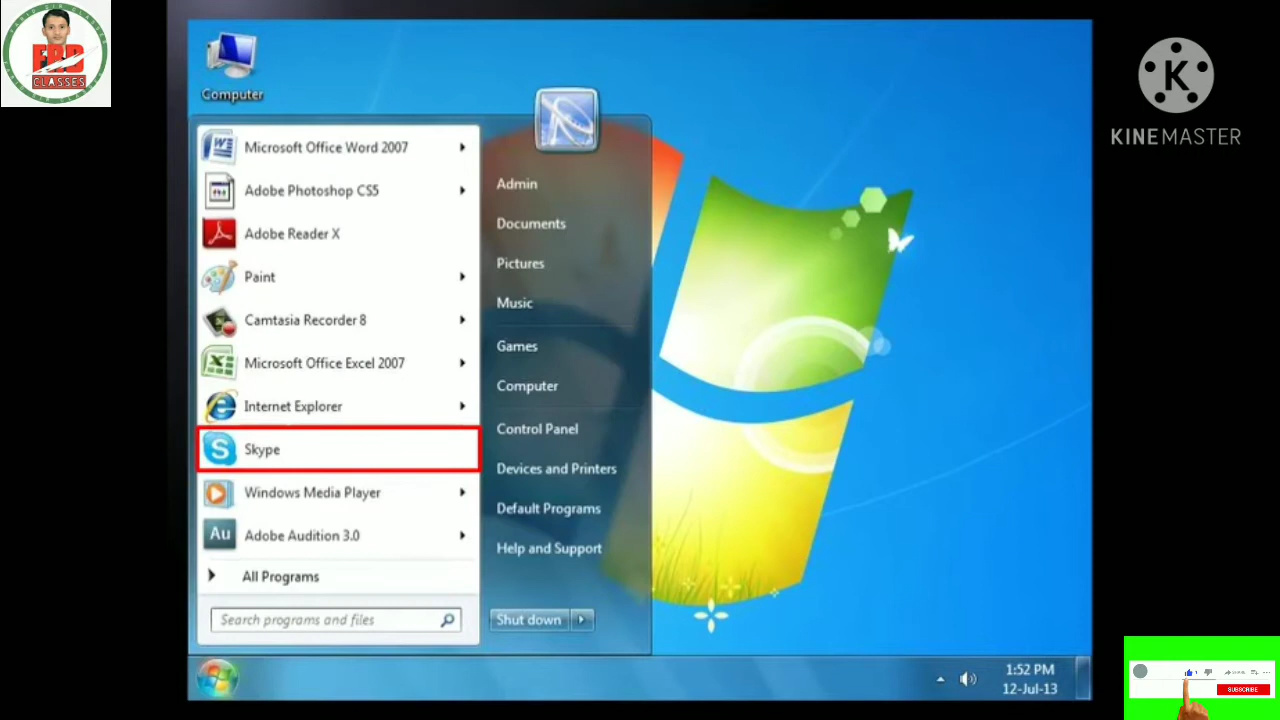 FRD
CLASSES
Computer
KINEMASTER
Microsoft Office Word 2007
Adobe Photoshop CS5
Adobe Reader X
Paint
Camtasia Recorder 8
Microsoft Office Excel 2007
Internet Explorer
Skype
Windows Media Player
Au Adobe Audition 3.0
All Programs
Search programs and files
Admin
Documents
Pictures
Music
Games
Computer
Control Panel
Devices and Printers
Default Programs
Help and Support
Shut down
1:52 PM
12-Jul-13
SUBSCRIBE